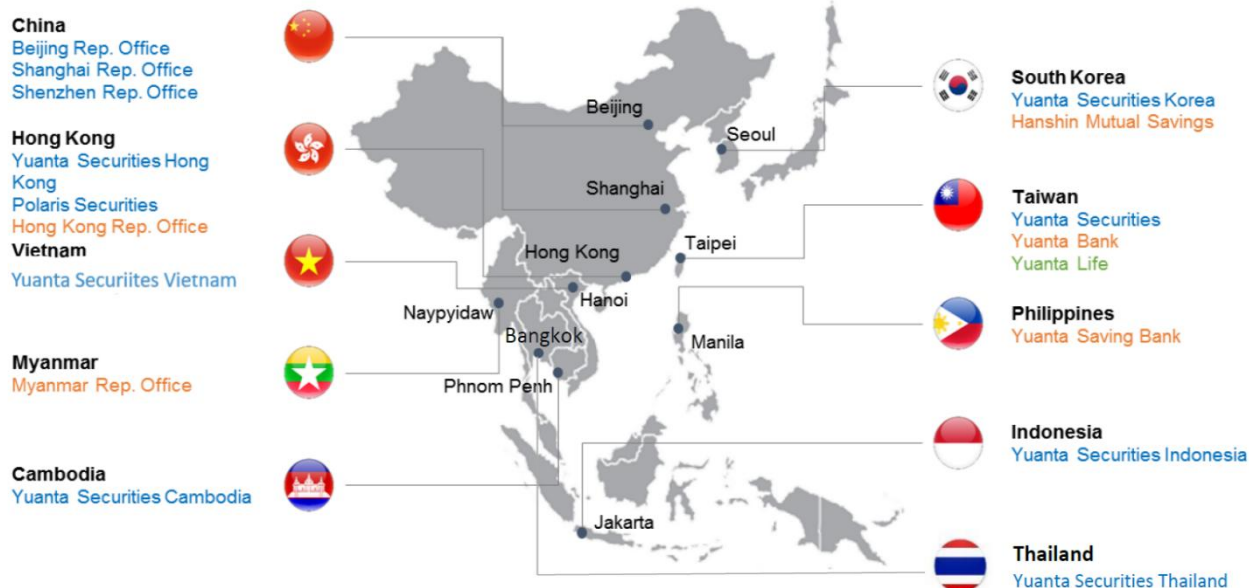 China
Beijing Rep. Office
Shanghai Rep. Office
Shenzhen Rep. Office
Hong Kong
Yuanta Securities Hong
Kong
Polaris Securities
Hong Kong Rep. Office
Vietnam
Yuanta Securiites Vietnam
Myanmar
Myanmar Rep. Office
Cambodia
Yuanta Securities Cambodia
Beijing
Seoul
Shanghai
Taipei
Hong Kong
Hanoi
Naypyidaw
Bangkok
Manila
Phnom Penh
Jakarta
South Korea
Yuanta Securities Korea
Hanshin Mutual Savings
Taiwan
Yuanta Securities
Yuanta Bank
Yuanta Life
Philippines
Yuanta Saving Bank
Indonesia
Yuanta Securities Indonesia
Thailand
Yuanta Securities Thailand